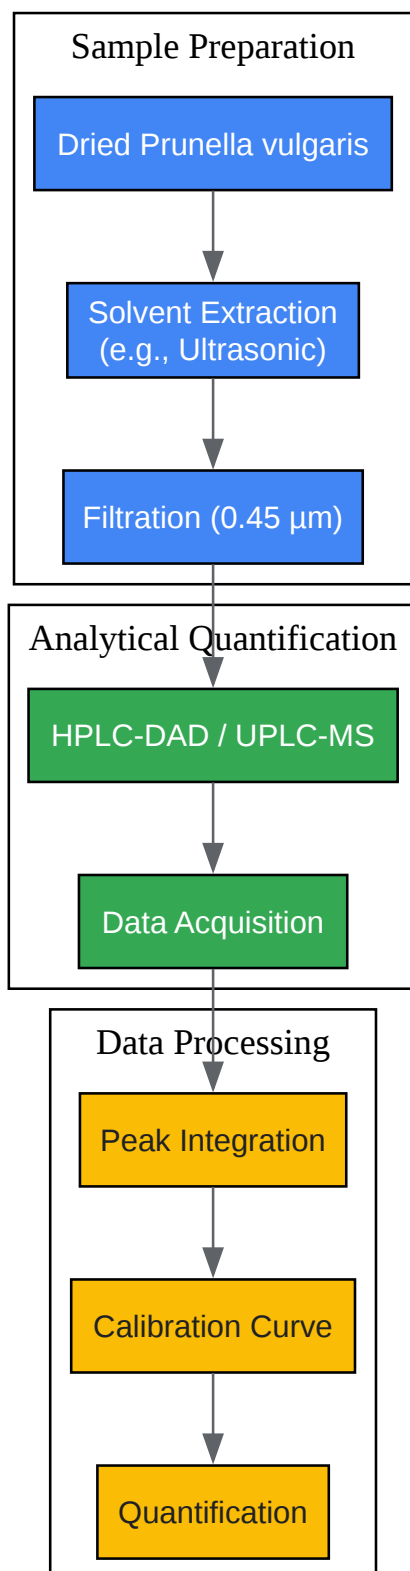 Sample Preparation
Dried Prunella vulgaris
Solvent Extraction
(e.g., Ultrasonic)
Filtration (0.45 µm)
Analytical Quantification
HPLC-DAD / UPLC-MS
Data Acquisition
Data Processing
Peak Integration
Calibration Curve
Quantification